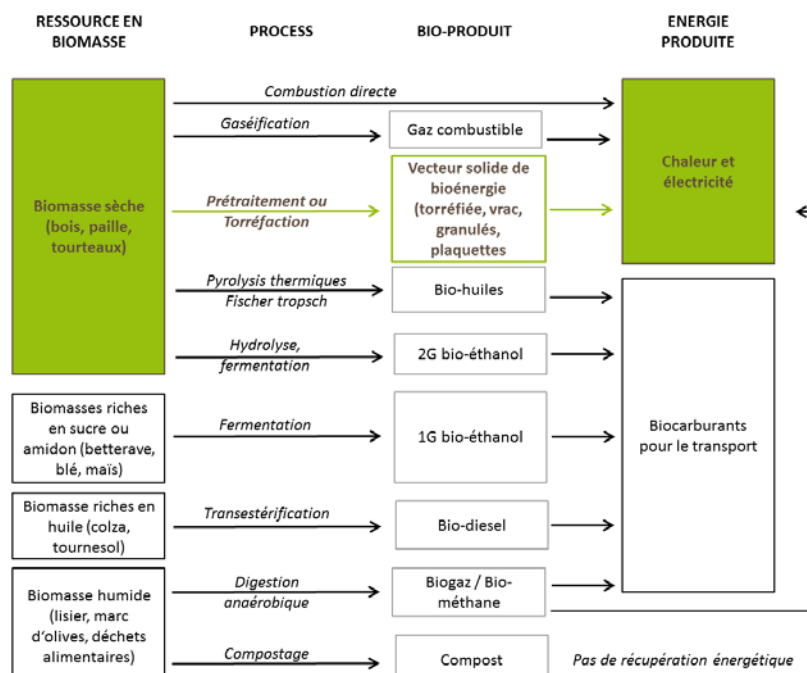 RESSOURCE EN
BIOMASSE
PROCESS
BIO-PRODUIT
ENERGIE
PRODUITE
Combustion directe
Gaséification
Gaz combustible
Biomasse sèche
(bois, paille,
tourteaux)
Prétraitement ou
Torréfaction
Vecteur solide de
bioénergie
(torréfiée, vrac,
granulés,
plaquettes
Chaleur et
électricité
Pyrolysis thermiques
Fischer tropsch
Bio-huiles
Hydrolyse,
fermentation
2G bio-éthanol
Biomasses riches
en sucre ou
amidon (betterave,
blé, maïs)
Fermentation
1G bio-éthanol
Biocarburants
pour le transport
Biomasse riches en
huile (colza,
tournesol)
Transestérification
Bio-diesel
Biomasse humide
(lisier, marc
d'olives, déchets
alimentaires)
Digestion
anaérobique
Biogaz / Bio-
méthane
Compostage
Compost
Pas de récupération énergétique